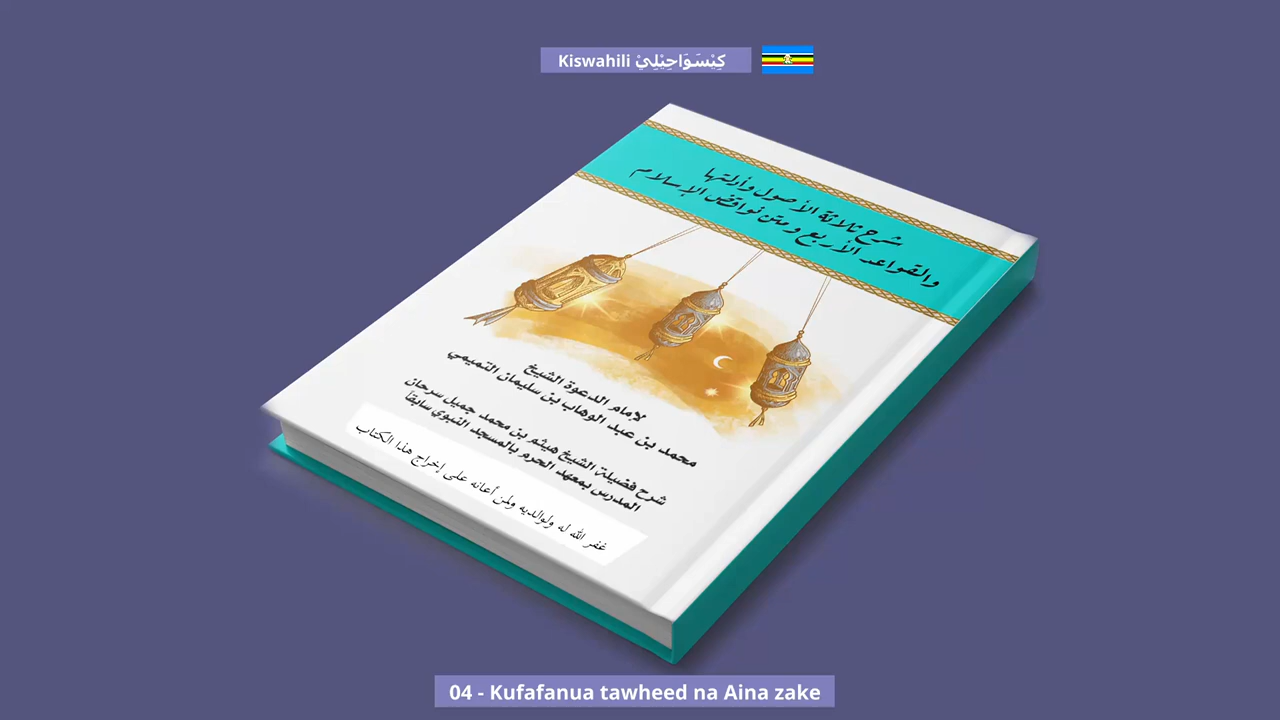 Kiswahili كِيْسَوَاحِيْلِيْ
شرح ثلاثة الأصول وأدلتها
والقواعد الأربع ومتن نواقض الإسلام
لإمام الدعوة الشيخ
محمد بن عبد الوهاب بن سليمان التميمي
شرح فضيلة الشيخ هيثم بن محمد جميل سرحان
المدرس بمعهد الحرم بالمسجد النبوي سابقاً
غفر الله له ولوالديه ولمن أعانه على إخراج هذا الكتاب
04 - Kufafanua tawheed na Aina zake